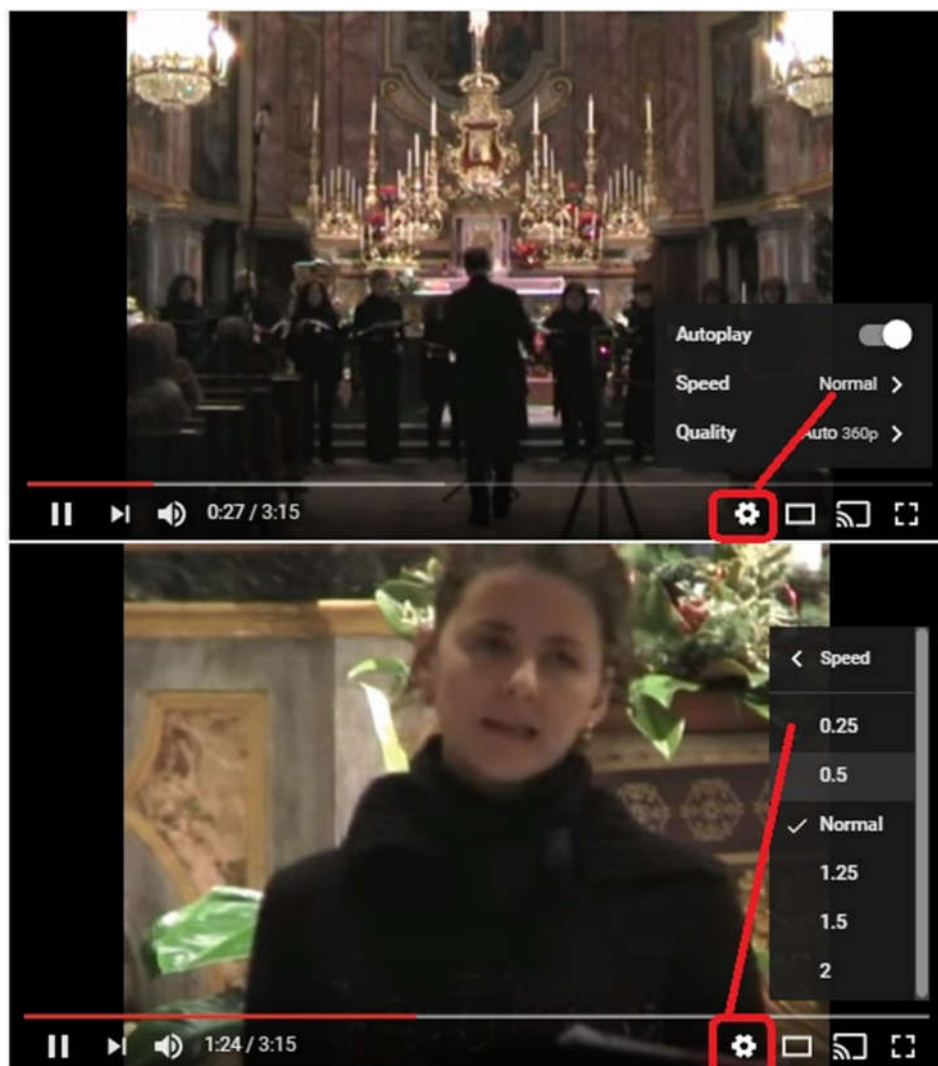 Autoplay
Speed Normal
Quality Auto 360p
0:27 / 3:15
Speed
0.25
0.5
Normal
1.25
1.5
2
1:24 / 3:15